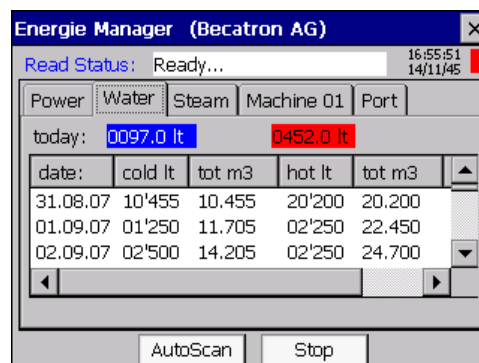 Energie Manager (Becatron AG)
Read Status: Ready...
16:55:51
14/11/45
Power Water Steam Machine 01 Port
today: 0097.0 lt 0452.0 lt
date: cold lt tot m3 hot lt tot m3
31.08.07 10'455 10.455 20'200 20.200
01.09.07 01'250 11.705 02'250 22.450
02.09.07 02'500 14.205 02'250 24.700
AutoScan Stop